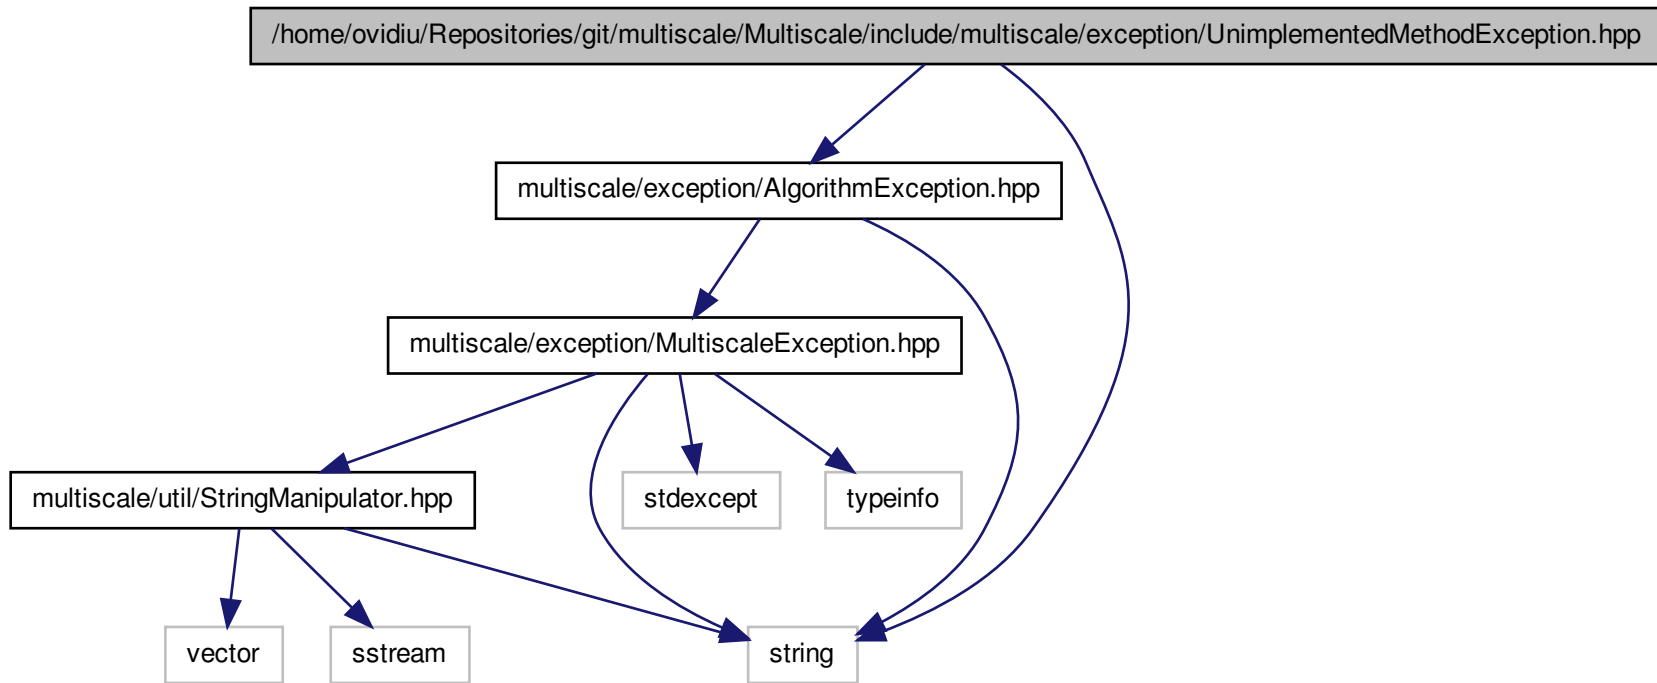 /home/ovidiu/Repositories/git/multiscale/Multiscale/include/multiscale/exception/UnimplementedMethodException.hpp
multiscale/exception/AlgorithmException.hpp
multiscale/exception/MultiscaleException.hpp
multiscale/util/StringManipulator.hpp
stdexcept
typeinfo
vector
sstream
string